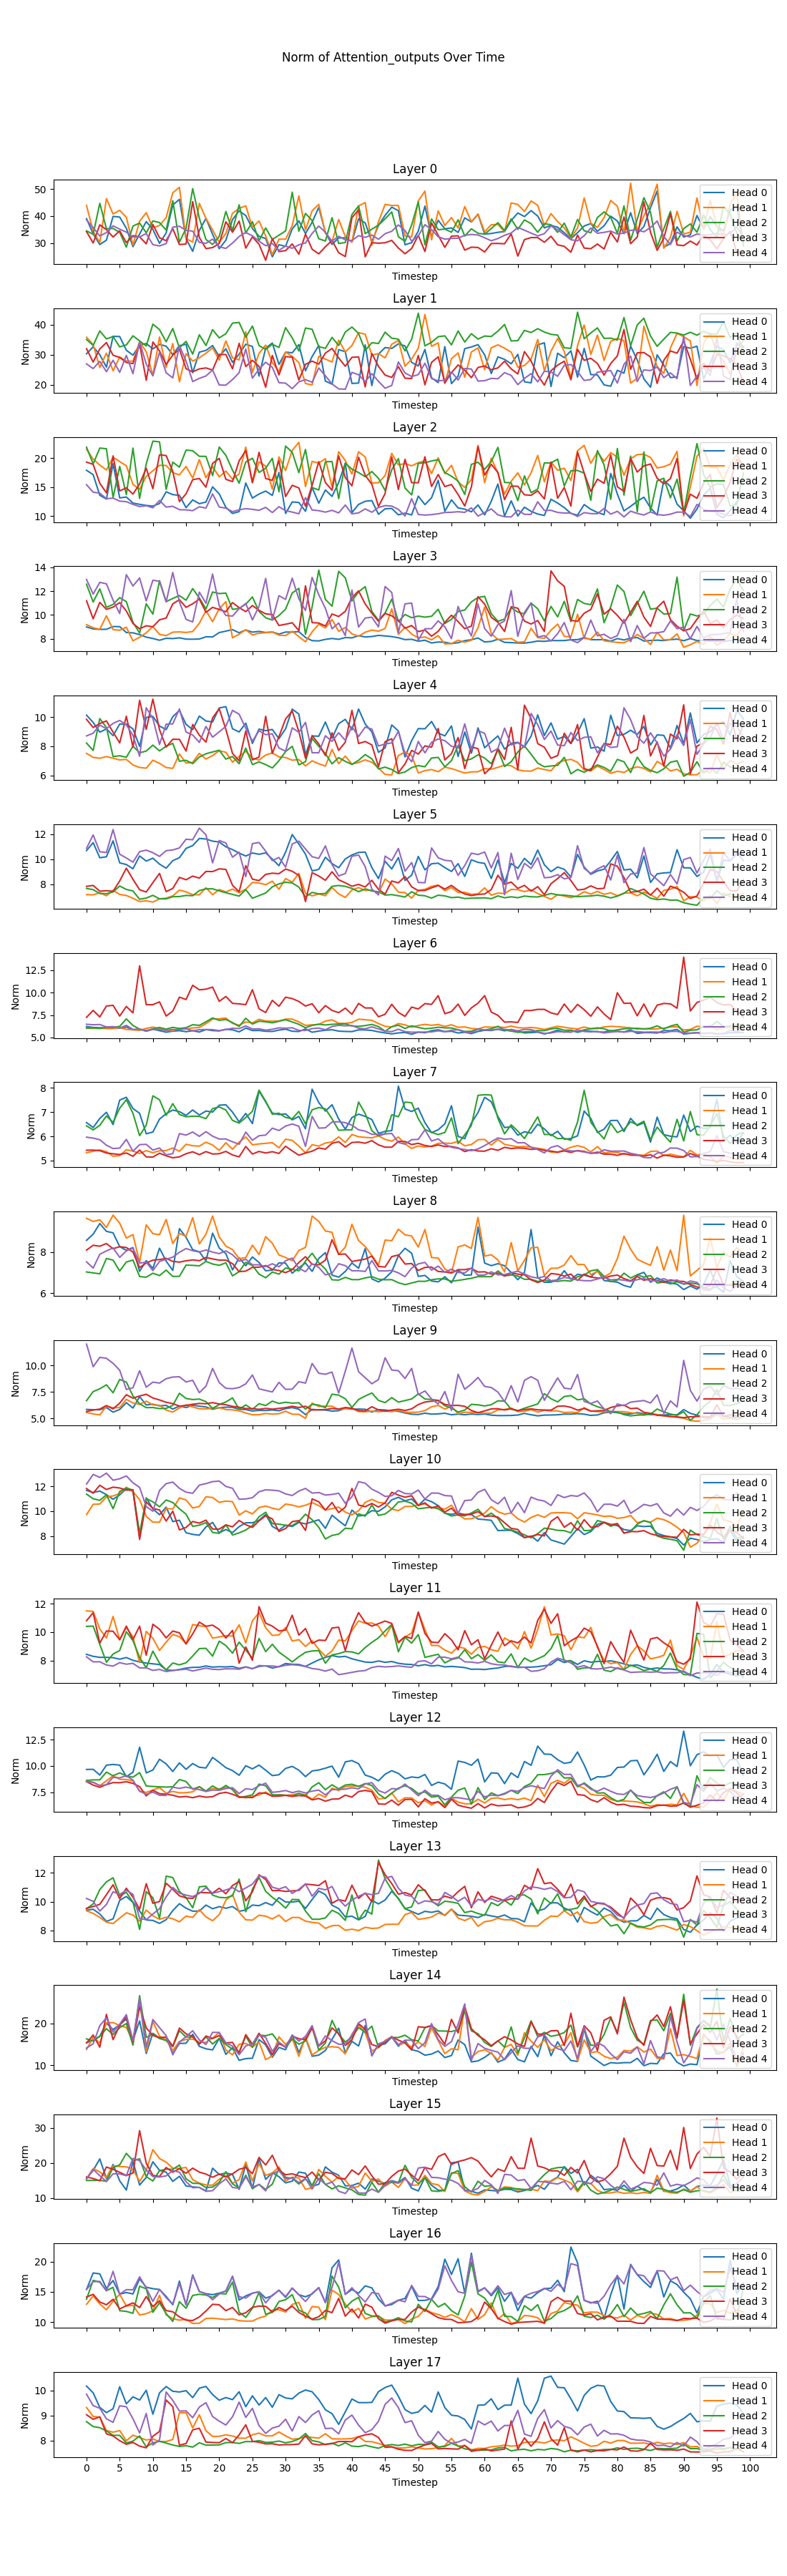 Norm of Attention_outputs Over Time
Layer 0
50
40
30
Norm
Head 0
Head 1
Head 2
Head 3
Head 4
Timestep
Layer 1
40
30
20
Norm
Head 0
Head 1
Head 2
Head 3
Head 4
Timestep
Layer 2
20
15
10
Norm
Head 0
Head 1
Head 2
Head 3
Head 4
Timestep
Layer 3
14
12
10
8
Norm
Head 0
Head 1
Head 2
Head 3
Head 4
Timestep
Layer 4
10
8
6
Norm
Head 0
Head 1
Head 2
Head 3
Head 4
Timestep
Layer 5
12
10
8
Norm
Head 0
Head 1
Head 2
Head 3
Head 4
Timestep
Layer 6
12.5
10.0
7.5
5.0
Norm
Head 0
Head 1
Head 2
Head 3
Head 4
Timestep
Layer 7
8
7
6
5
Norm
Head 0
Head 1
Head 2
Head 3
Head 4
Timestep
Layer 8
8
6
Norm
Head 0
Head 1
Head 2
Head 3
Head 4
Timestep
Layer 9
10.0
7.5
5.0
Norm
Head 0
Head 1
Head 2
Head 3
Head 4
Timestep
Layer 10
12
10
8
Norm
Head 0
Head 1
Head 2
Head 3
Head 4
Timestep
Layer 11
12
10
8
Norm
Head 0
Head 1
Head 2
Head 3
Head 4
Timestep
Layer 12
12.5
10.0
7.5
Norm
Head 0
Head 1
Head 2
Head 3
Head 4
Timestep
Layer 13
12
10
8
Norm
Head 0
Head 1
Head 2
Head 3
Head 4
Timestep
Layer 14
20
10
Norm
Head 0
Head 1
Head 2
Head 3
Head 4
Timestep
Layer 15
30
20
10
Norm
Head 0
Head 1
Head 2
Head 3
Head 4
Timestep
Layer 16
20
15
10
Norm
Head 0
Head 1
Head 2
Head 3
Head 4
Timestep
Layer 17
10
9
8
Norm
Head 0
Head 1
Head 2
Head 3
Head 4
0 5 10 15 20 25 30 35 40 45 50 55 60 65 70 75 80 85 90 95 100
Timestep